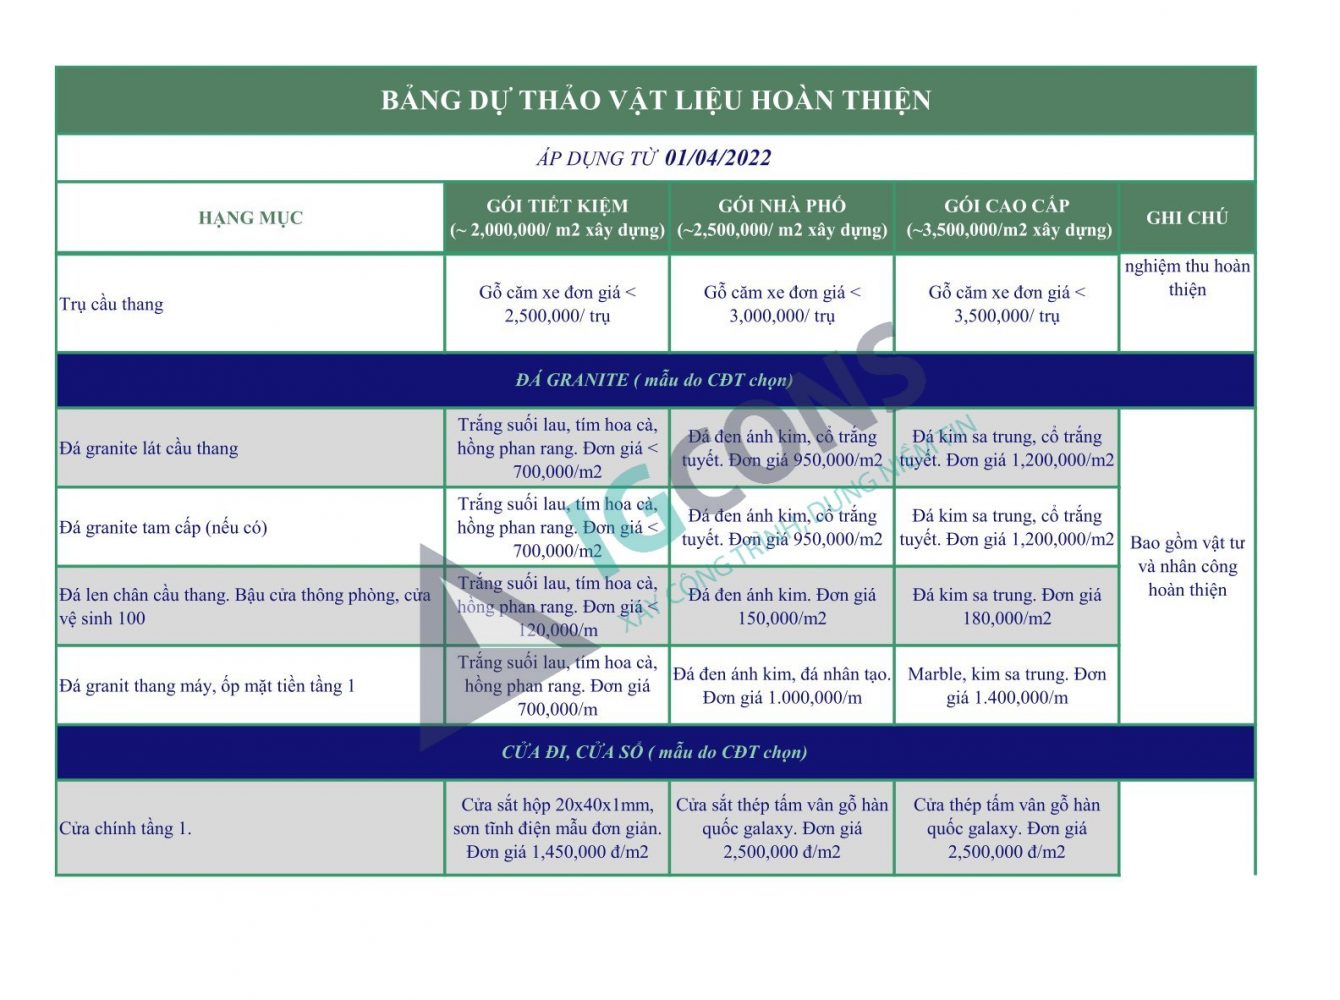 BẢNG DỰ THẢO VẬT LIỆU HOÀN THIỆN
ÁP DỤNG TỪ 01/04/2022
HẠNG MỤC
GÓI TIẾT KIỆM
(~ 2,000,000/ m2 xây dựng)
GÓI NHÀ PHỐ
(~2,500,000/ m2 xây dựng)
GÓI CAO CẤP
(~3,500,000/m2 xây dựng)
GHI CHÚ
Trụ cầu thang
Gỗ căm xe đơn giá <
2,500,000/ trụ
Gỗ căm xe đơn giá <
3,000,000/ trụ
Gỗ căm xe đơn giá <
3,500,000/ trụ
nghiệm thu hoàn
thiện
ĐÁ GRANITE ( mẫu do CĐT chọn)
Đá granite lát cầu thang
Trắng suối lau, tím hoa cà,
hồng phan rang. Đơn giá <
700,000/m2
Đá đen ánh kim, cổ trắng
tuyết. Đơn giá 950,000/m2
Đá kim sa trung, cổ trắng
tuyết. Đơn giá 1,200,000/m2
Đá granite tam cấp (nếu có)
Trắng suối lau, tím hoa cà,
hồng phan rang. Đơn giá <
700,000/m2
Đá đen ánh kim, cổ trắng
tuyết. Đơn giá 950,000/m2
Đá kim sa trung, cổ trắng
tuyết. Đơn giá 1,200,000/m2
Bao gồm vật tư
và nhân công
hoàn thiện
Đá len chân cầu thang. Bậu cửa thông phòng, cửa
vệ sinh 100
Trắng suối lau, tím hoa cà,
hồng phan rang. Đơn giá <
120,000/m
Đá đen ánh kim. Đơn giá
150,000/m2
Đá kim sa trung. Đơn giá
180,000/m2
Đá granit thang máy, ốp mặt tiền tầng 1
Trắng suối lau, tím hoa cà,
hồng phan rang. Đơn giá
700,000/m
Đá đen ánh kim, đá nhân tạo.
Đơn giá 1.000,000/m
Marble, kim sa trung. Đơn
giá 1.400,000/m
CỬA ĐI, CỬA SỔ ( mẫu do CĐT chọn)
Cửa chính tầng 1.
Cửa sắt hộp 20x40x1mm,
sơn tĩnh điện mẫu đơn giản.
Đơn giá 1,450,000 đ/m2
Cửa sắt thép tấm vân gỗ hàn
quốc galaxy. Đơn giá
2,500,000 đ/m2
Cửa thép tấm vân gỗ hàn
quốc galaxy. Đơn giá
2,500,000 đ/m2
IGCONS
XÂY CÔNG TRÌNH, DỰNG NIỀM TIN